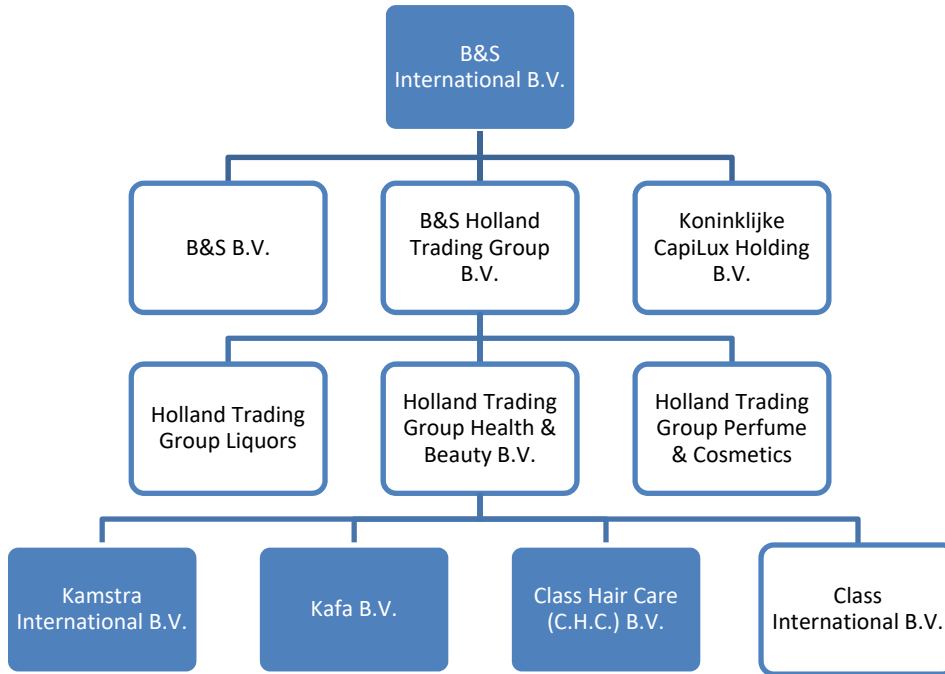 B&S
International B.V.
B&S B.V.
B&S Holland
Trading Group
B.V.
Koninklijke
CapiLux Holding
B.V.
Holland Trading
Group Liquors
Holland Trading
Group Health &
Beauty B.V.
Holland Trading
Group Perfume
& Cosmetics
Kamstra
International B.V.
Kafa B.V.
Class Hair Care
(C.H.C.) B.V.
Class
International B.V.